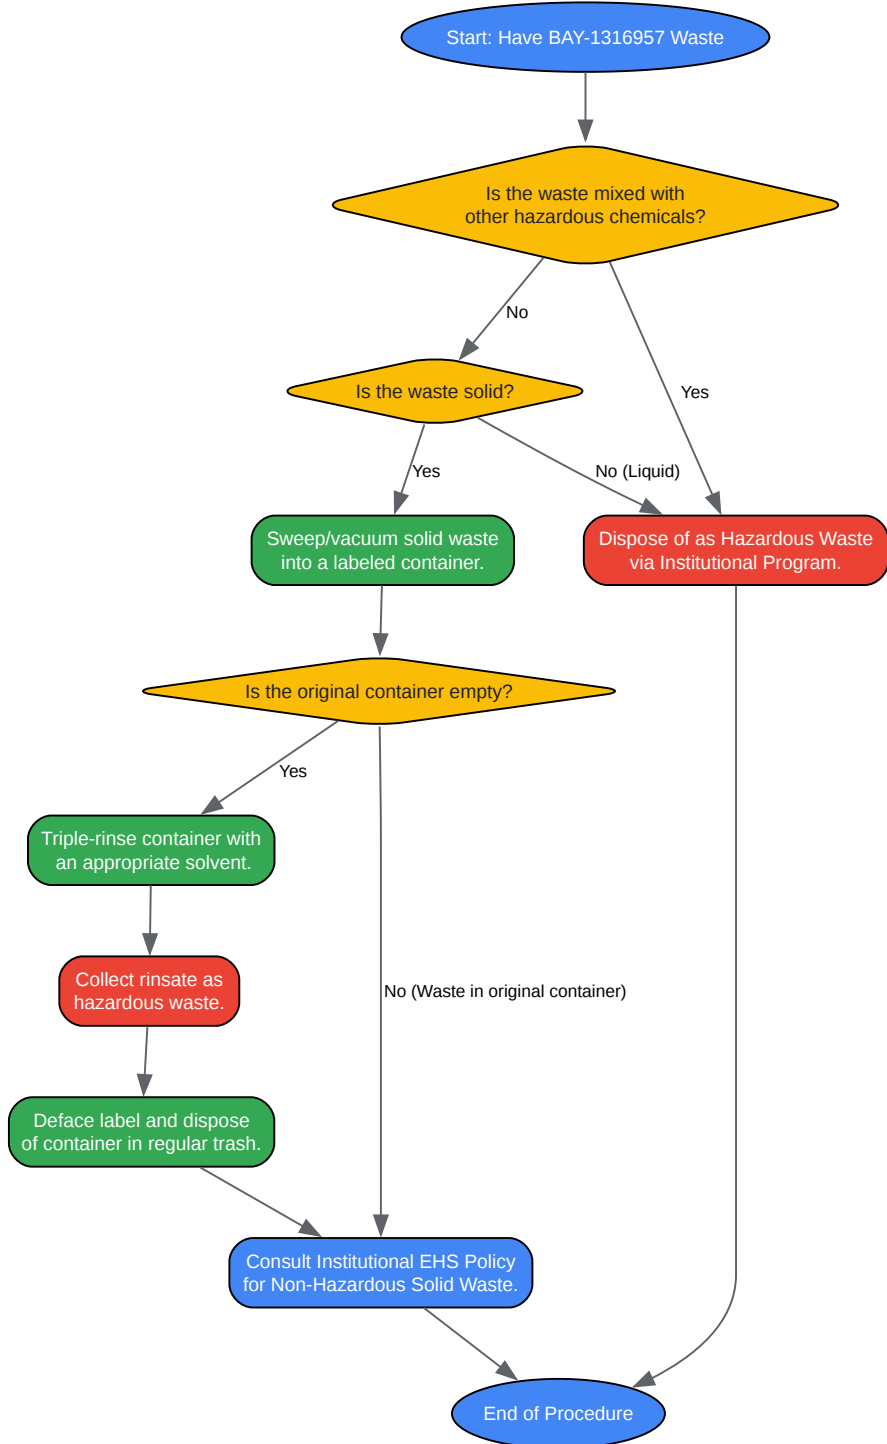 Start: Have BAY-1316957 Waste
Is the waste mixed with
other hazardous chemicals?
No
Yes
Is the waste solid?
Yes
No (Liquid)
Sweep/vacuum solid waste
into a labeled container.
Dispose of as Hazardous Waste
via Institutional Program.
Is the original container empty?
Yes
Triple-rinse container with
an appropriate solvent.
Collect rinsate as
hazardous waste.
No (Waste in original container)
Deface label and dispose
of container in regular trash.
Consult Institutional EHS Policy
for Non-Hazardous Solid Waste.
End of Procedure